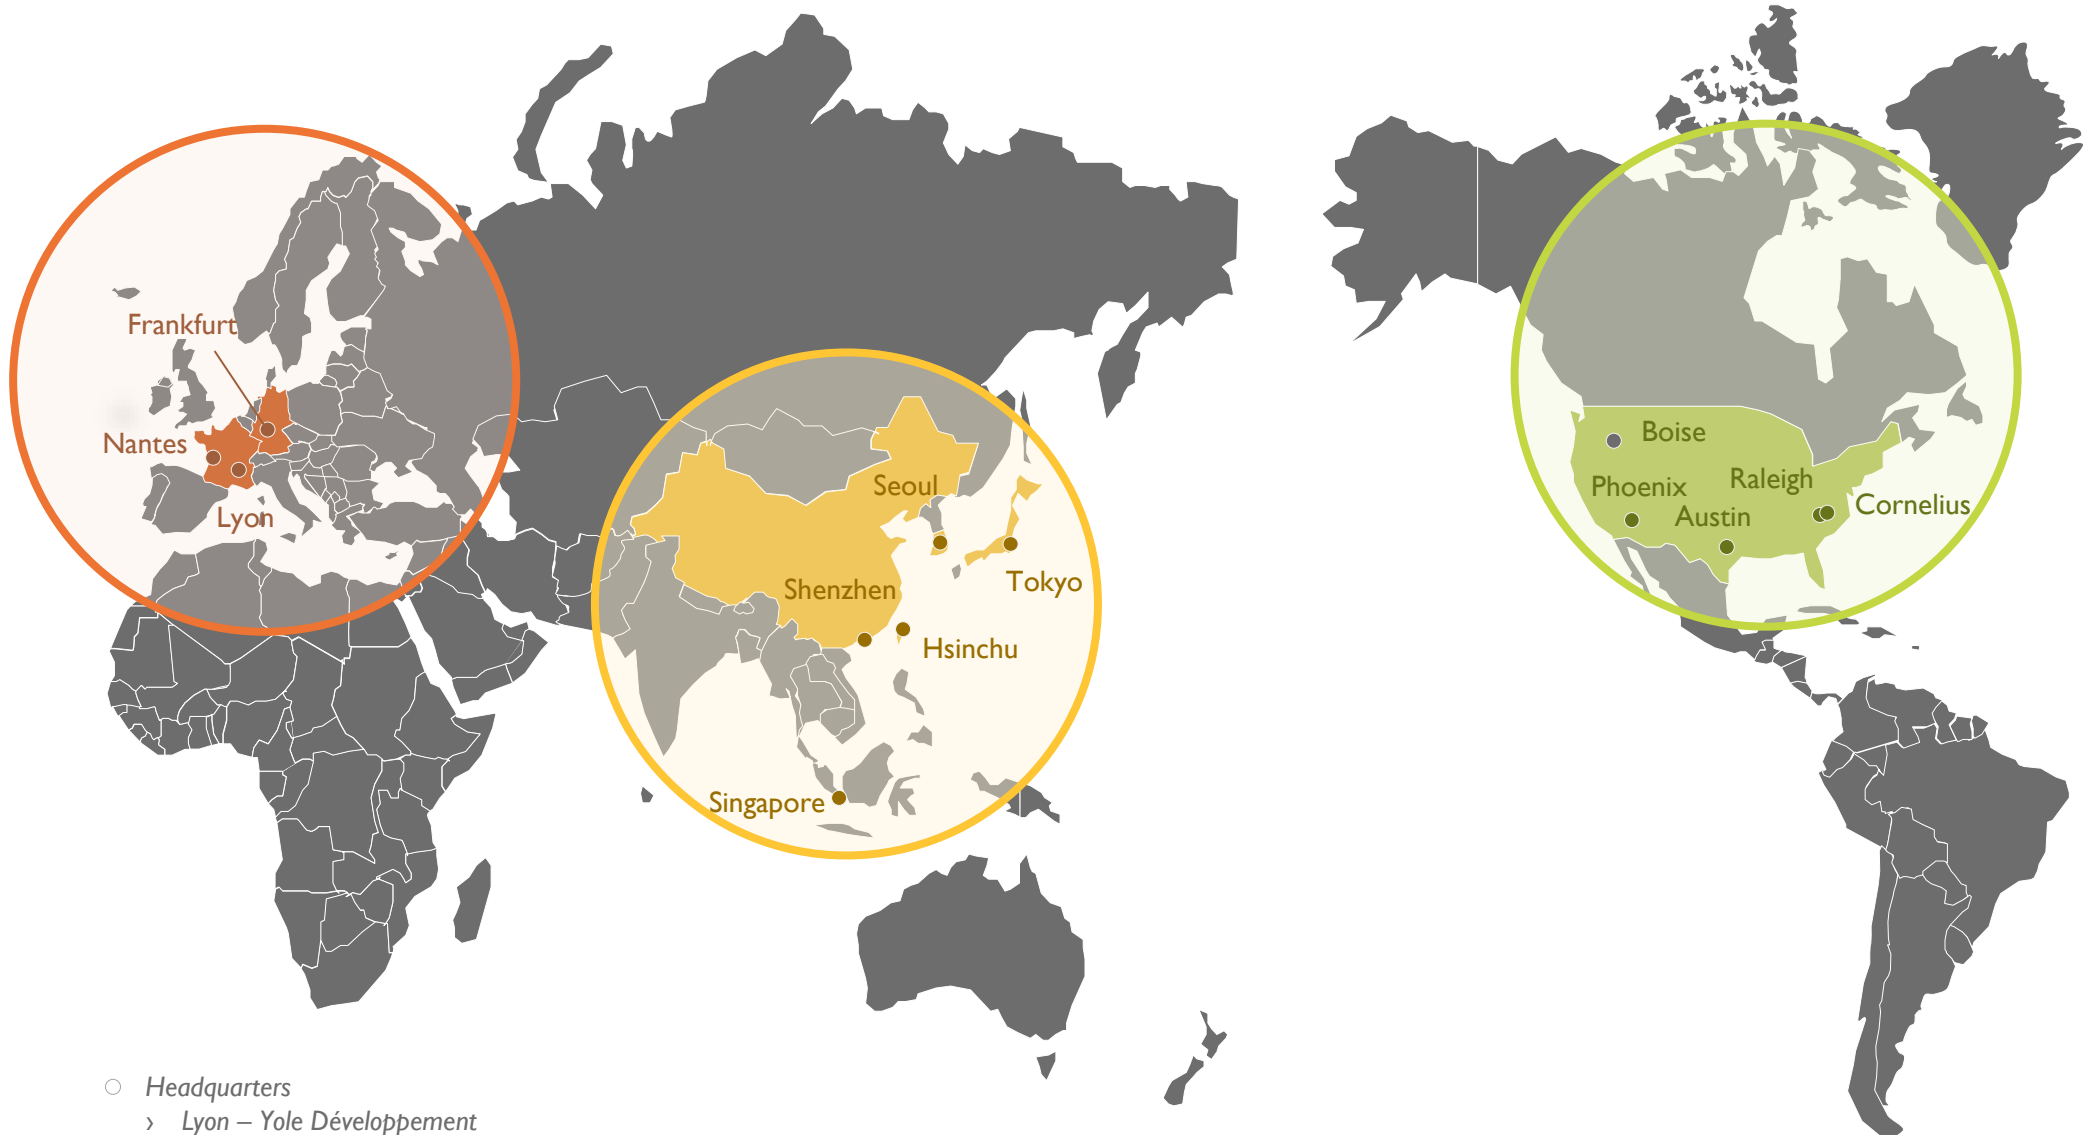 Frankfurt
Nantes
Lyon
Seoul
Tokyo
Shenzhen
Hsinchu
Singapore
Boise
Phoenix
Raleigh
Austin
Cornelius
Headquarters
› Lyon – Yole Développement